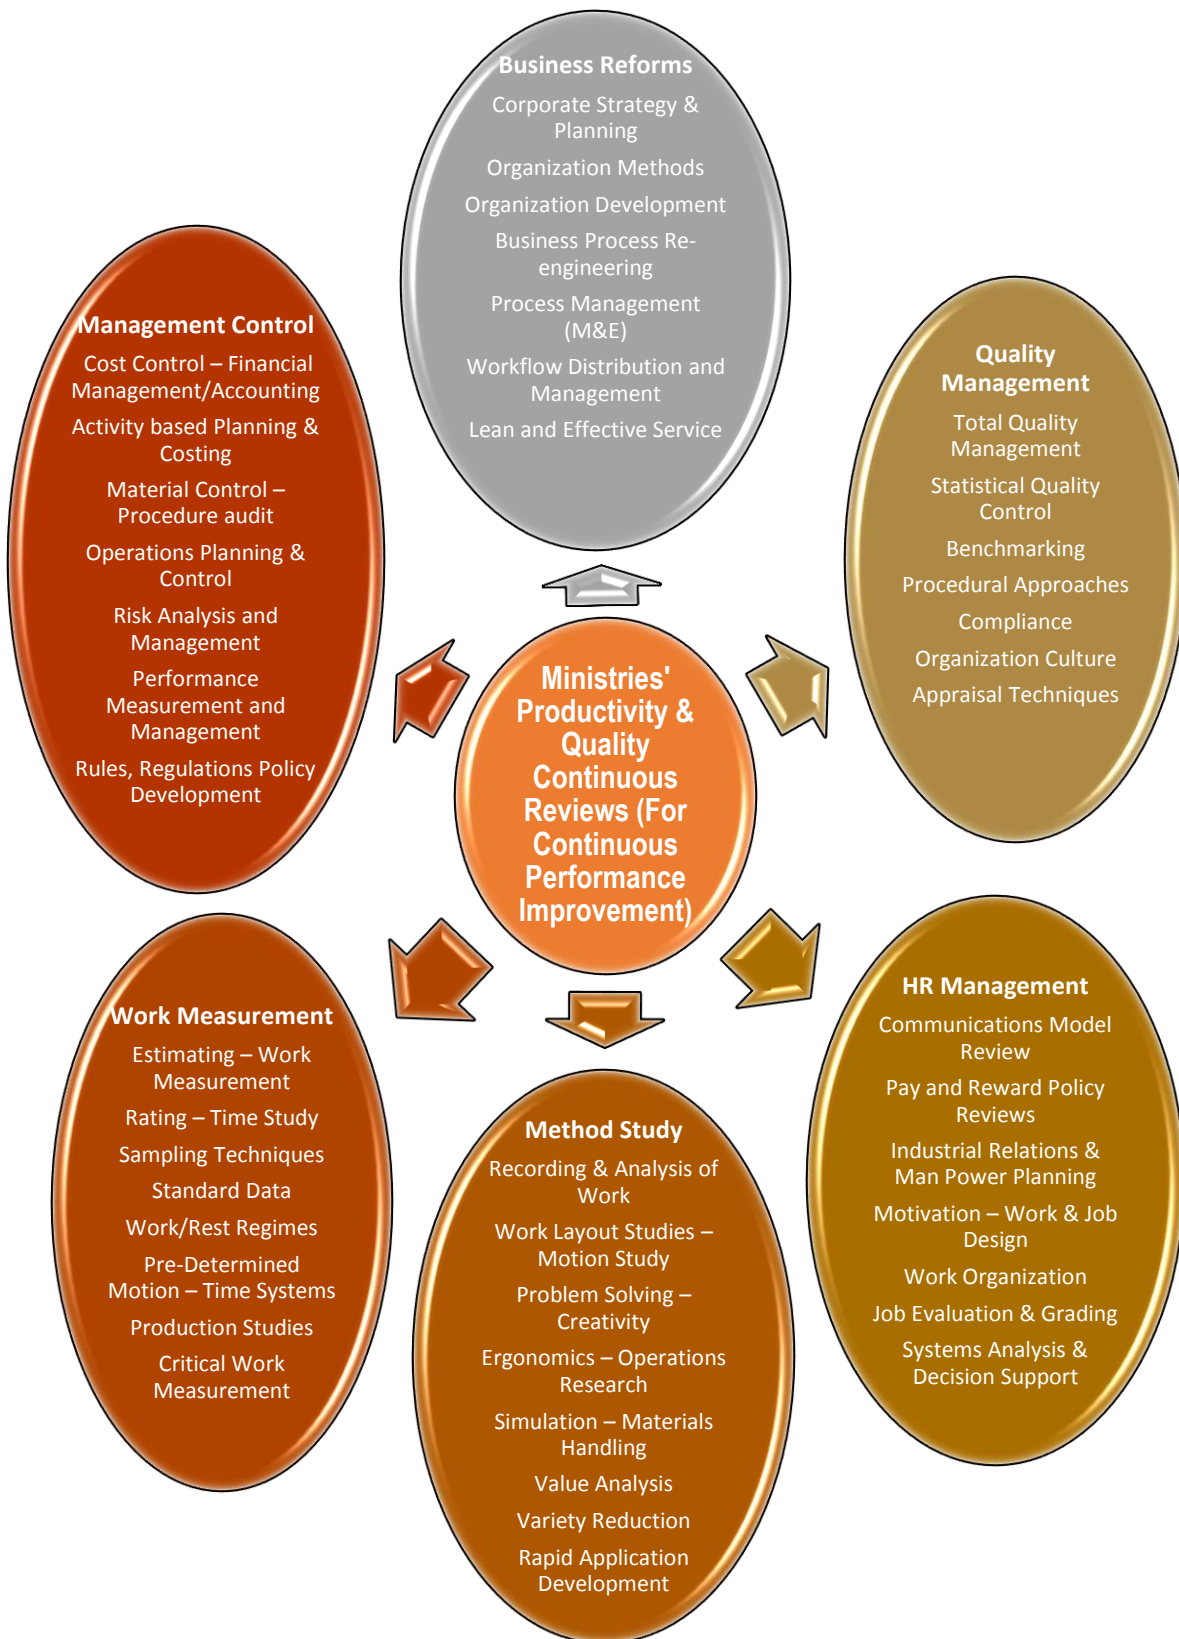 Business Reforms
Corporate Strategy &
Planning
Organization Methods
Organization Development
Business Process Re-
engineering
Process Management
(M&E)
Workflow Distribution and
Management
Lean and Effective Service
Quality
Management
Total Quality
Management
Statistical Quality
Control
Benchmarking
Procedural Approaches
Compliance
Organization Culture
Appraisal Techniques
HR Management
Communications Model
Review
Pay and Reward Policy
Reviews
Industrial Relations &
Man Power Planning
Motivation – Work & Job
Design
Work Organization
Job Evaluation & Grading
Systems Analysis &
Decision Support
Method Study
Recording & Analysis of
Work
Work Layout Studies –
Motion Study
Problem Solving –
Creativity
Ergonomics – Operations
Research
Simulation – Materials
Handling
Value Analysis
Variety Reduction
Rapid Application
Development
Work Measurement
Estimating – Work
Measurement
Rating – Time Study
Sampling Techniques
Standard Data
Work/Rest Regimes
Pre-Determined
Motion – Time Systems
Production Studies
Critical Work
Measurement
Management Control
Cost Control – Financial
Management/Accounting
Activity based Planning &
Costing
Material Control –
Procedure audit
Operations Planning &
Control
Risk Analysis and
Management
Performance
Measurement and
Management
Rules, Regulations Policy
Development
Ministries'
Productivity &
Quality
Continuous
Reviews (For
Continuous
Performance
Improvement)